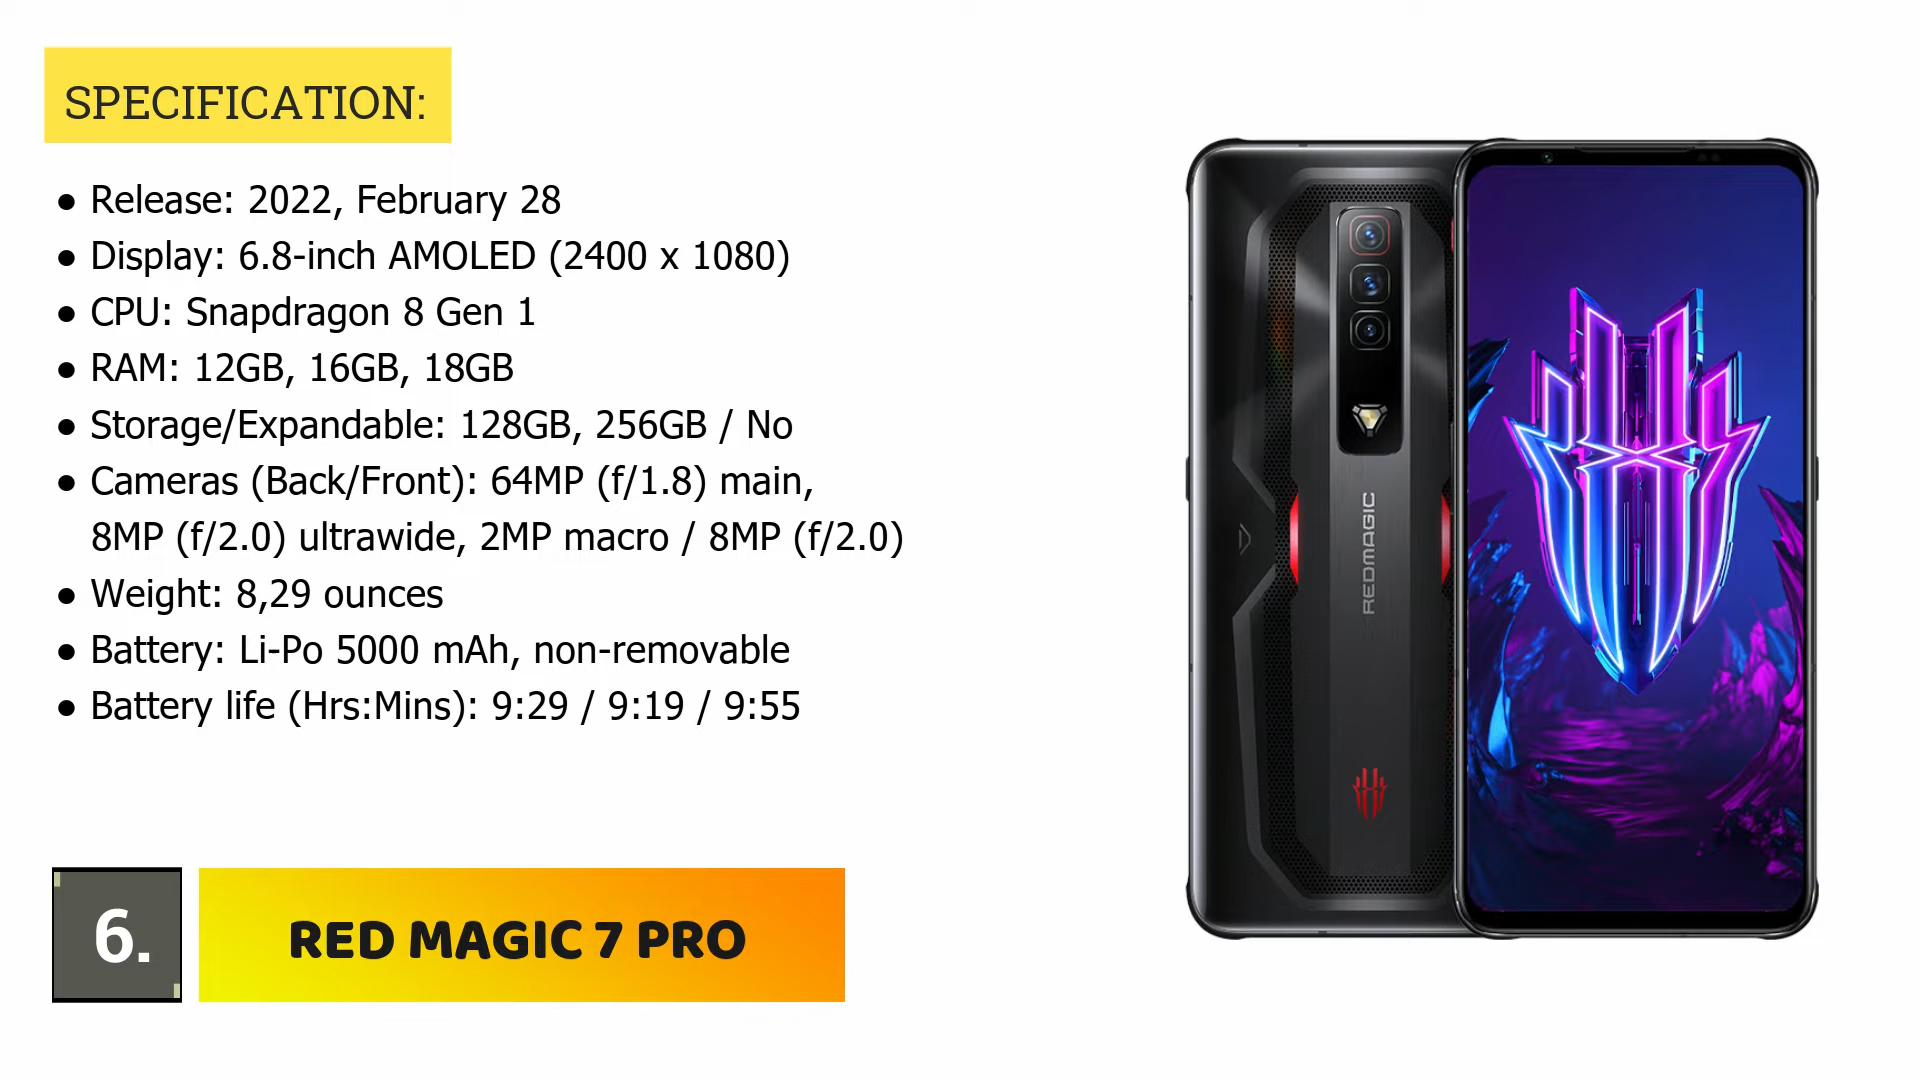 SPECIFICATION:
● Release: 2022, February 28
● Display: 6.8-inch AMOLED (2400 x 1080)
● CPU: Snapdragon 8 Gen 1
● RAM: 12GB, 16GB, 18GB
● Storage/Expandable: 128GB, 256GB / No
● Cameras (Back/Front): 64MP (f/1.8) main,
8MP (f/2.0) ultrawide, 2MP macro / 8MP (f/2.0)
● Weight: 8,29 ounces
● Battery: Li-Po 5000 mAh, non-removable
● Battery life (Hrs:Mins): 9:29 / 9:19 / 9:55
REDMAGIC
6.
RED MAGIC 7 PRO